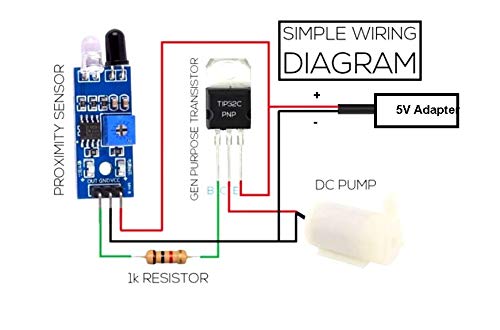 SIMPLE WIRING
DIAGRAM
PROXIMITY SENSOR
GEN PURPOSE TRANSISTOR
TIP32C
PNP
+
-
5V Adapter
OUT GND VCC
B C E
DC PUMP
1k RESISTOR